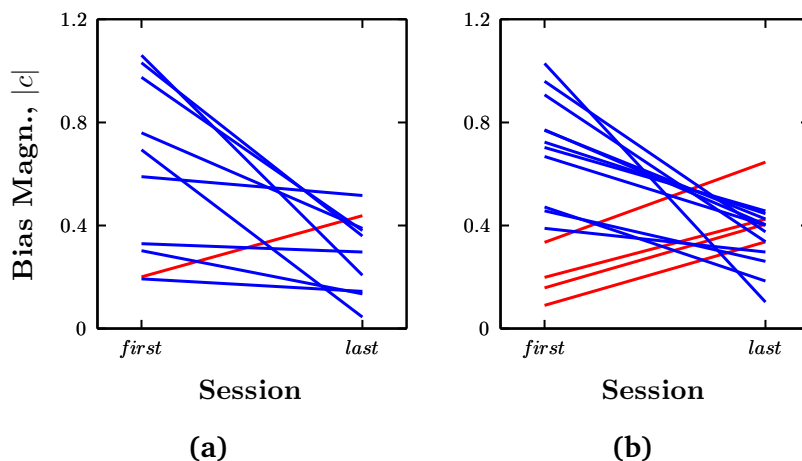 Bias Magn., |c|
1.2
0.8
0.4
0
first last
Session
(a)
1.2
0.8
0.4
0
first last
Session
(b)